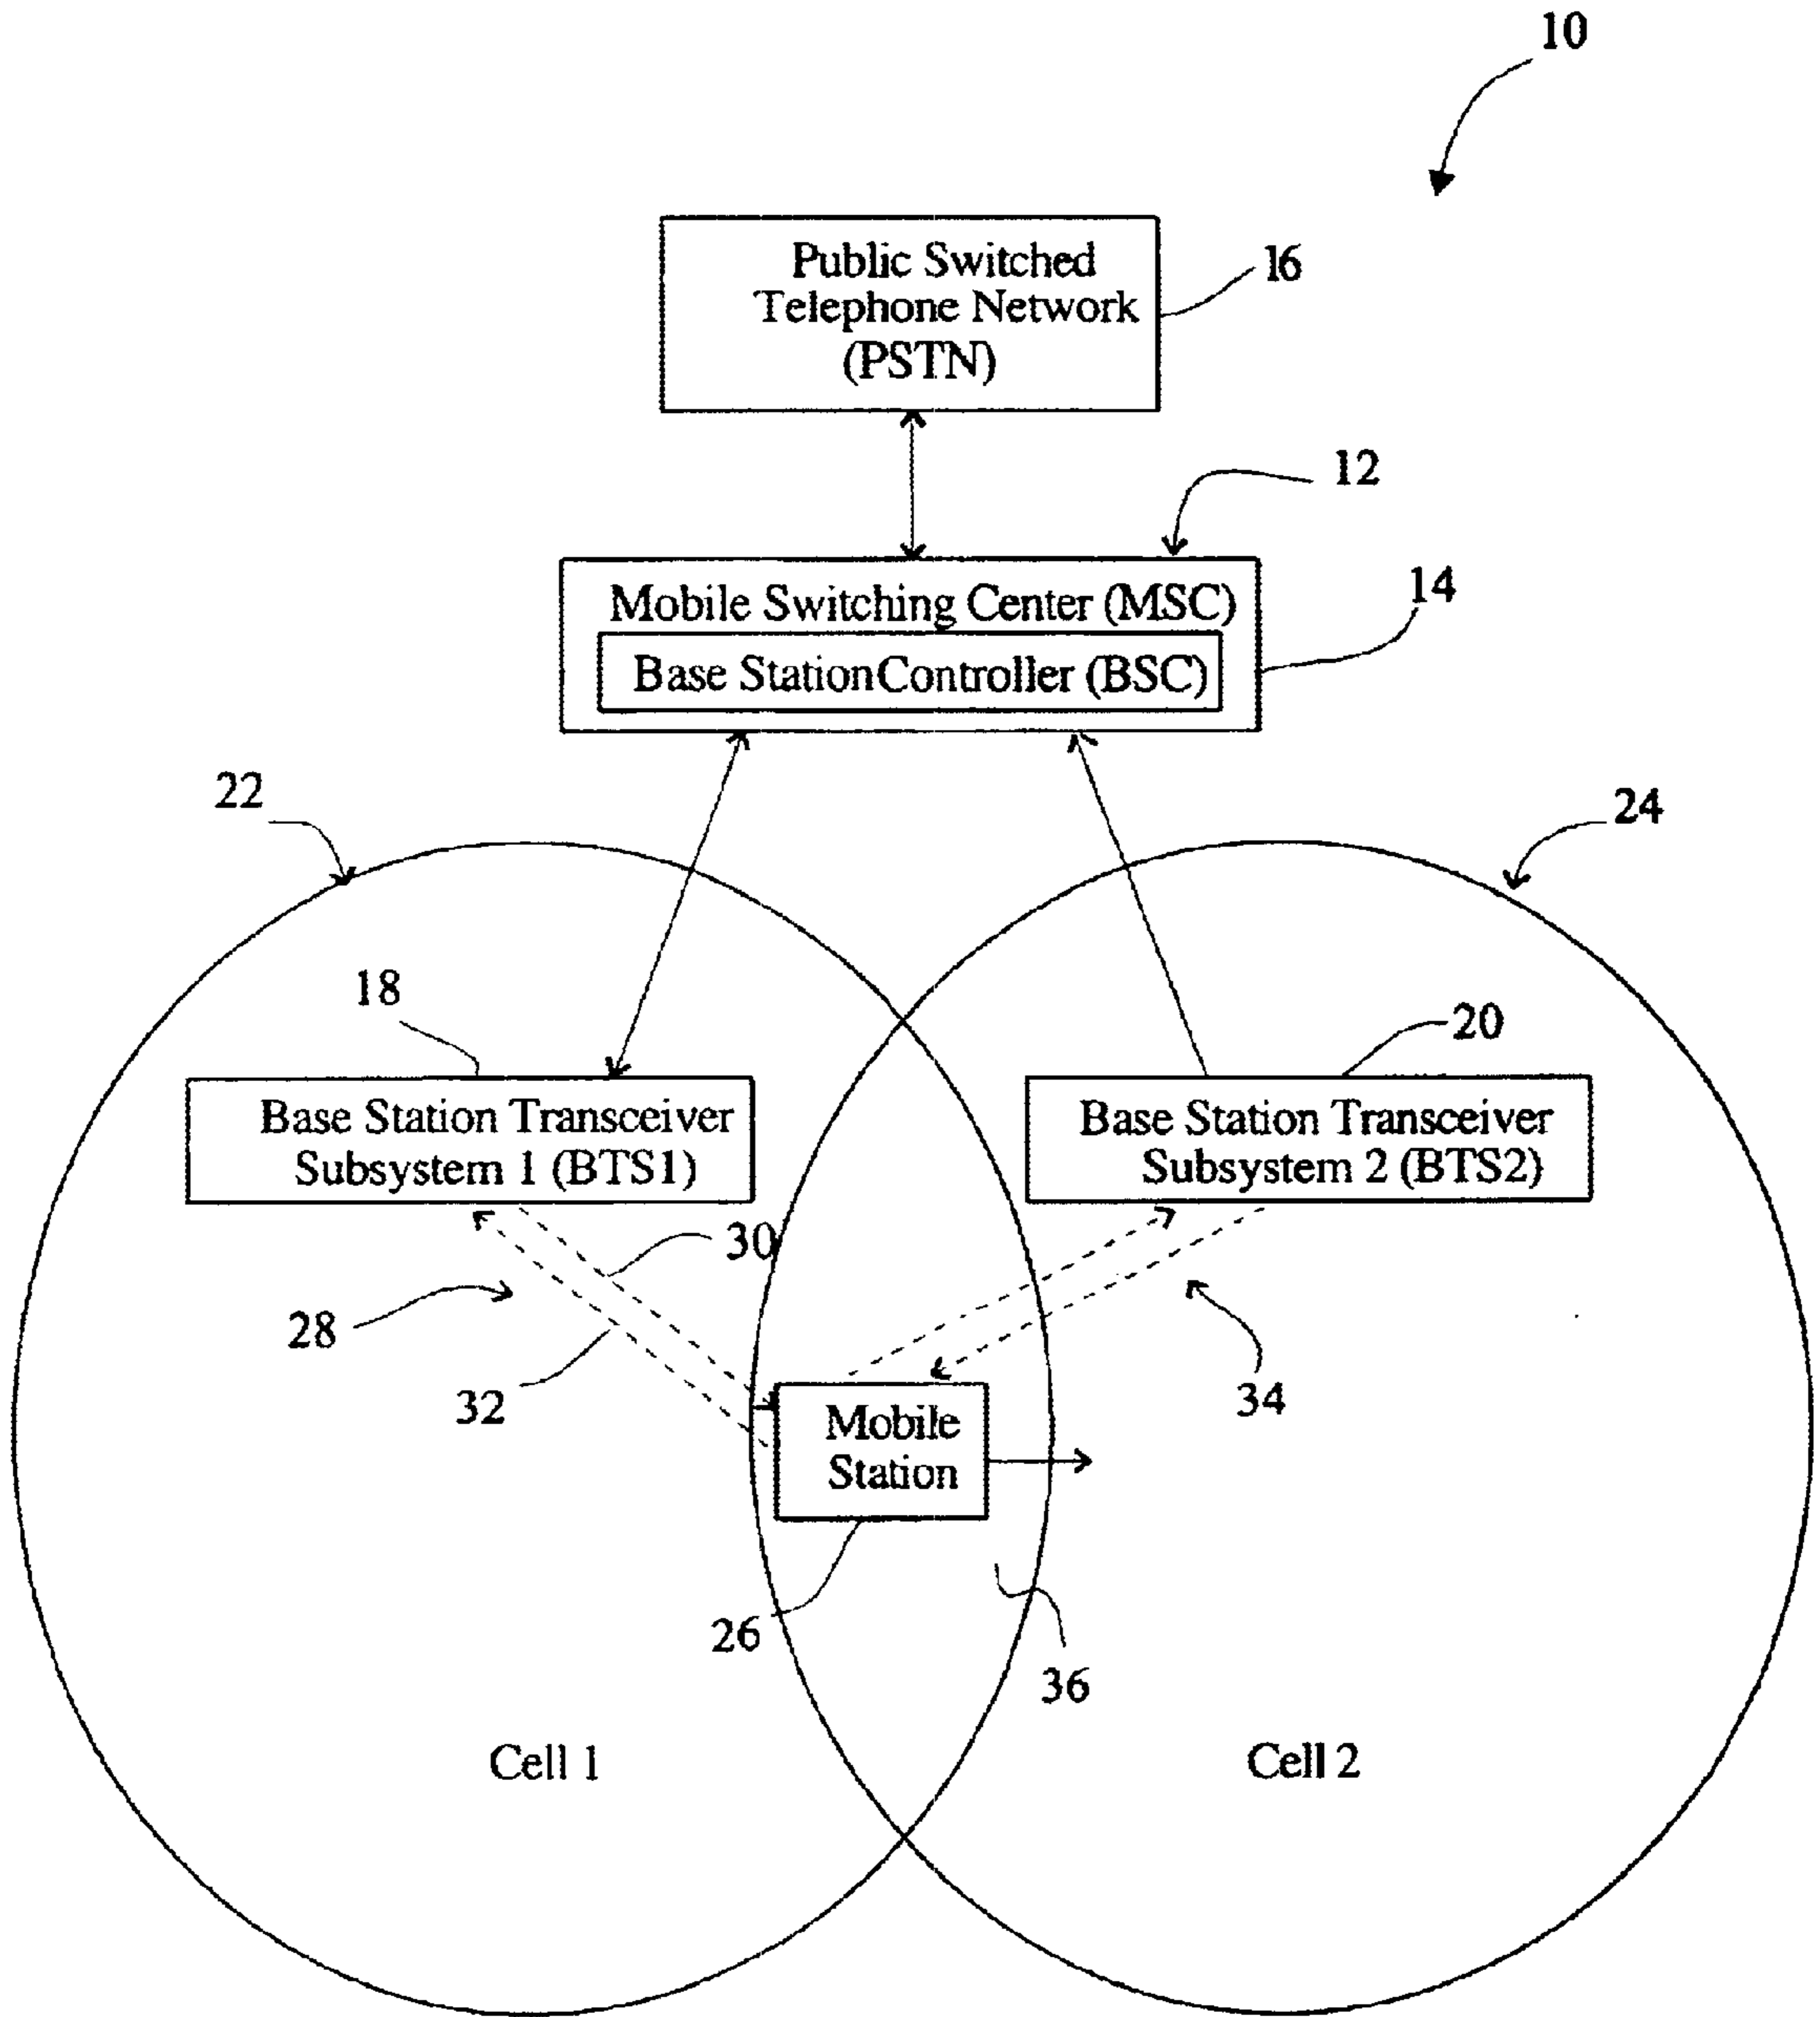 10
Public Switched
Telephone Network
(PSTN)
16
12
Mobile Switching Center (MSC)
14
Base Station Controller (BSC)
22
24
18
20
Base Station Transceiver
Subsystem 1 (BTS1)
Base Station Transceiver
Subsystem 2 (BTS2)
30
28
32
34
Mobile
Station
26
36
Cell 1
Cell 2